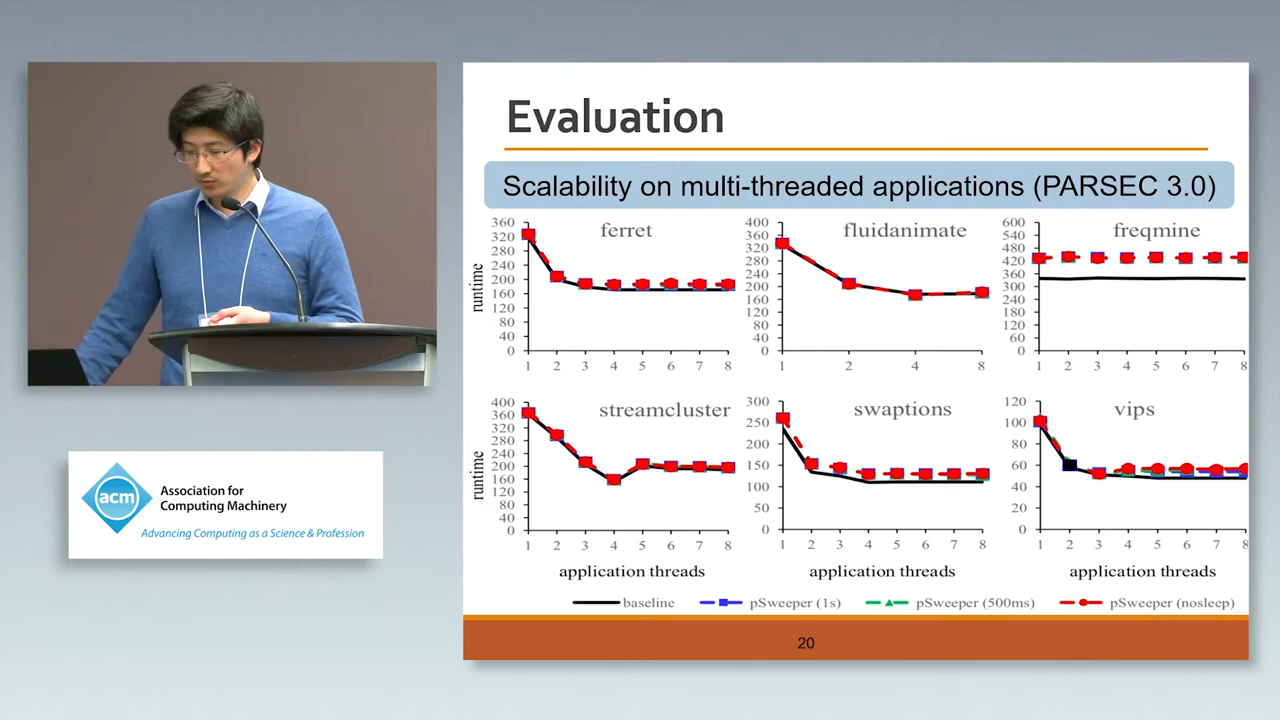 Evaluation
Scalability on multi-threaded applications (PARSEC 3.0)
ferret
360
320
280
240
200
160
120
80
40
0
runtime
1 2 3 4 5 6 7 8
fluidanimate
400
360
320
280
240
200
160
120
80
40
0
1 2 4 8
freqmine
600
540
480
420
360
300
240
180
120
60
0
1 2 3 4 5 6 7 8
streamcluster
400
360
320
280
240
200
160
120
80
40
0
runtime
1 2 3 4 5 6 7 8
application threads
swaptions
300
250
200
150
100
50
0
1 2 3 4 5 6 7 8
application threads
vips
120
100
80
60
40
20
0
1 2 3 4 5 6 7 8
application threads
baseline pSweeper (1s) pSweeper (500ms) pSweeper (nosleep)
20
acm
Association for
Computing Machinery
Advancing Computing as a Science & Profession